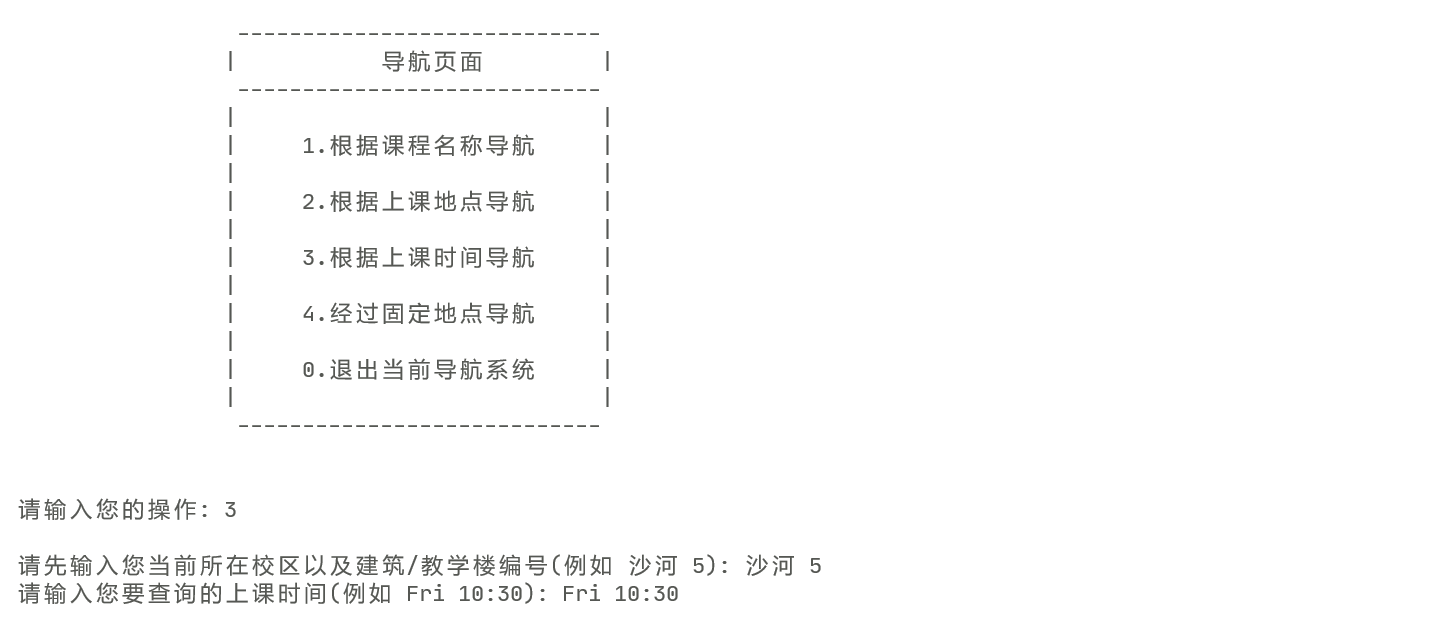 ----------------------------
|          导航页面         |
----------------------------
|                           |
|     1.根据课程名称导航     |
|                           |
|     2.根据上课地点导航     |
|                           |
|     3.根据上课时间导航     |
|                           |
|     4.经过固定地点导航     |
|                           |
|     0.退出当前导航系统     |
|                           |
----------------------------
请输入您的操作: 3
请先输入您当前所在校区以及建筑/教学楼编号(例如 沙河 5): 沙河 5
请输入您要查询的上课时间(例如 Fri 10:30): Fri 10:30